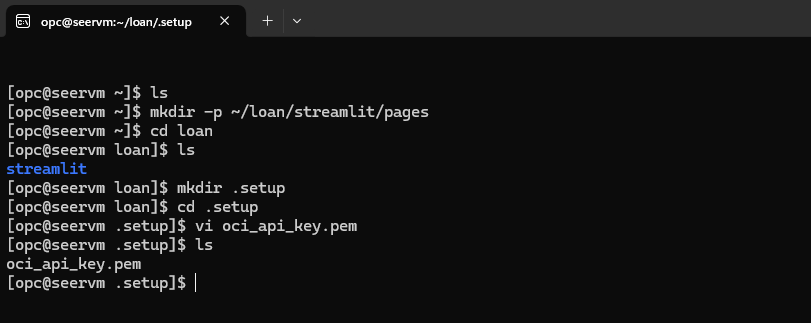 opc@seervm:~/loan/.setup
[opc@seervm ~]$ ls
[opc@seervm ~]$ mkdir -p ~/loan/streamlit/pages
[opc@seervm ~]$ cd loan
[opc@seervm loan]$ ls
streamlit
[opc@seervm loan]$ mkdir .setup
[opc@seervm loan]$ cd .setup
[opc@seervm .setup]$ vi oci_api_key.pem
[opc@seervm .setup]$ ls
oci_api_key.pem
[opc@seervm .setup]$